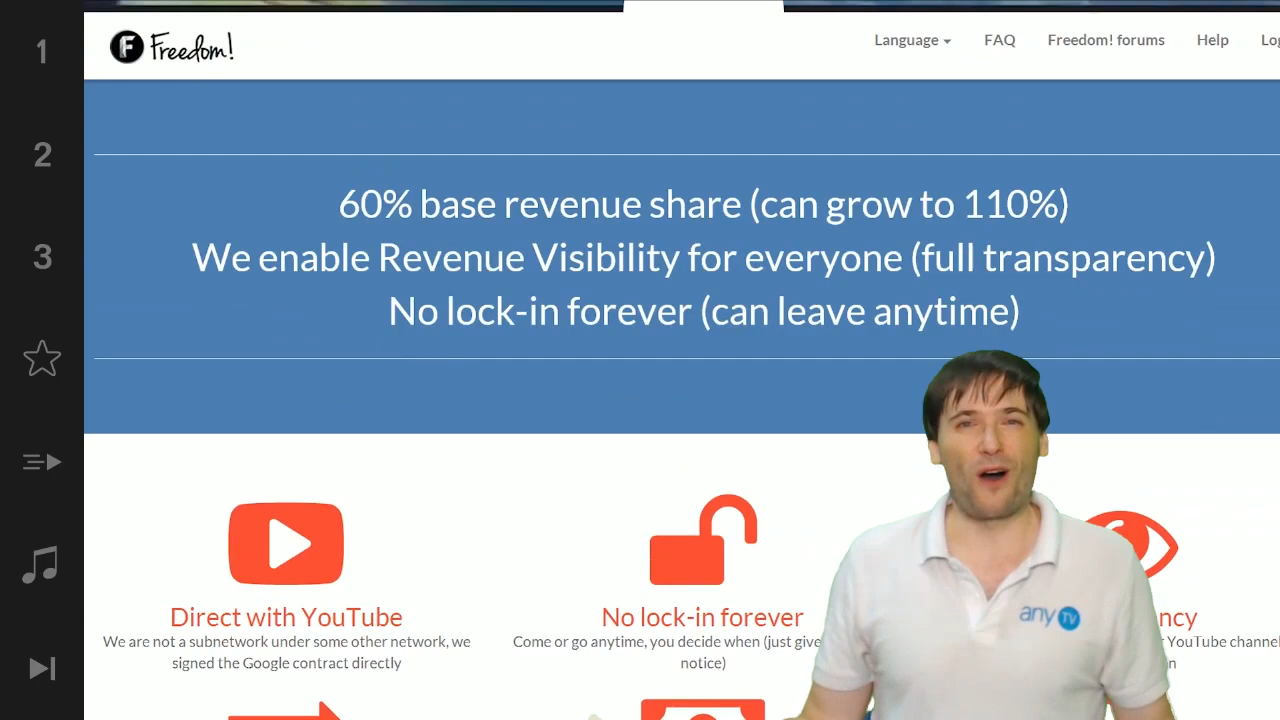 1
2
3
F Freedom!
Language FAQ Freedom! forums Help
60% base revenue share (can grow to 110%)
We enable Revenue Visibility for everyone (full transparency)
No lock-in forever (can leave anytime)
Direct with YouTube
We are not a subnetwork under some other network, we
signed the Google contract directly
No lock-in forever
Come or go anytime, you decide when (just give
notice)
YouTube channel
anyTV